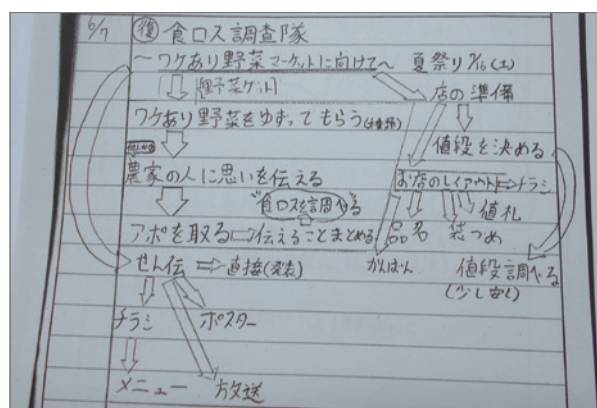 6/7 復 食ロス調査隊
〜ワケあり野菜マーケットに向けて〜 夏祭り 7/16(土)
野菜ゲット 店の準備
ワケあり野菜をゆずってもらう
値段を決める
農家の人に思いを伝える お店のレイアウト⇒チラシ
"食ロスを調べる" 値札
アポを取る⇒伝えることまとめる 品名 袋づめ
せん伝⇒直接(発表) かんばん 値段調べる
(少し安く)
チラシ ポスター
メニュー 放送